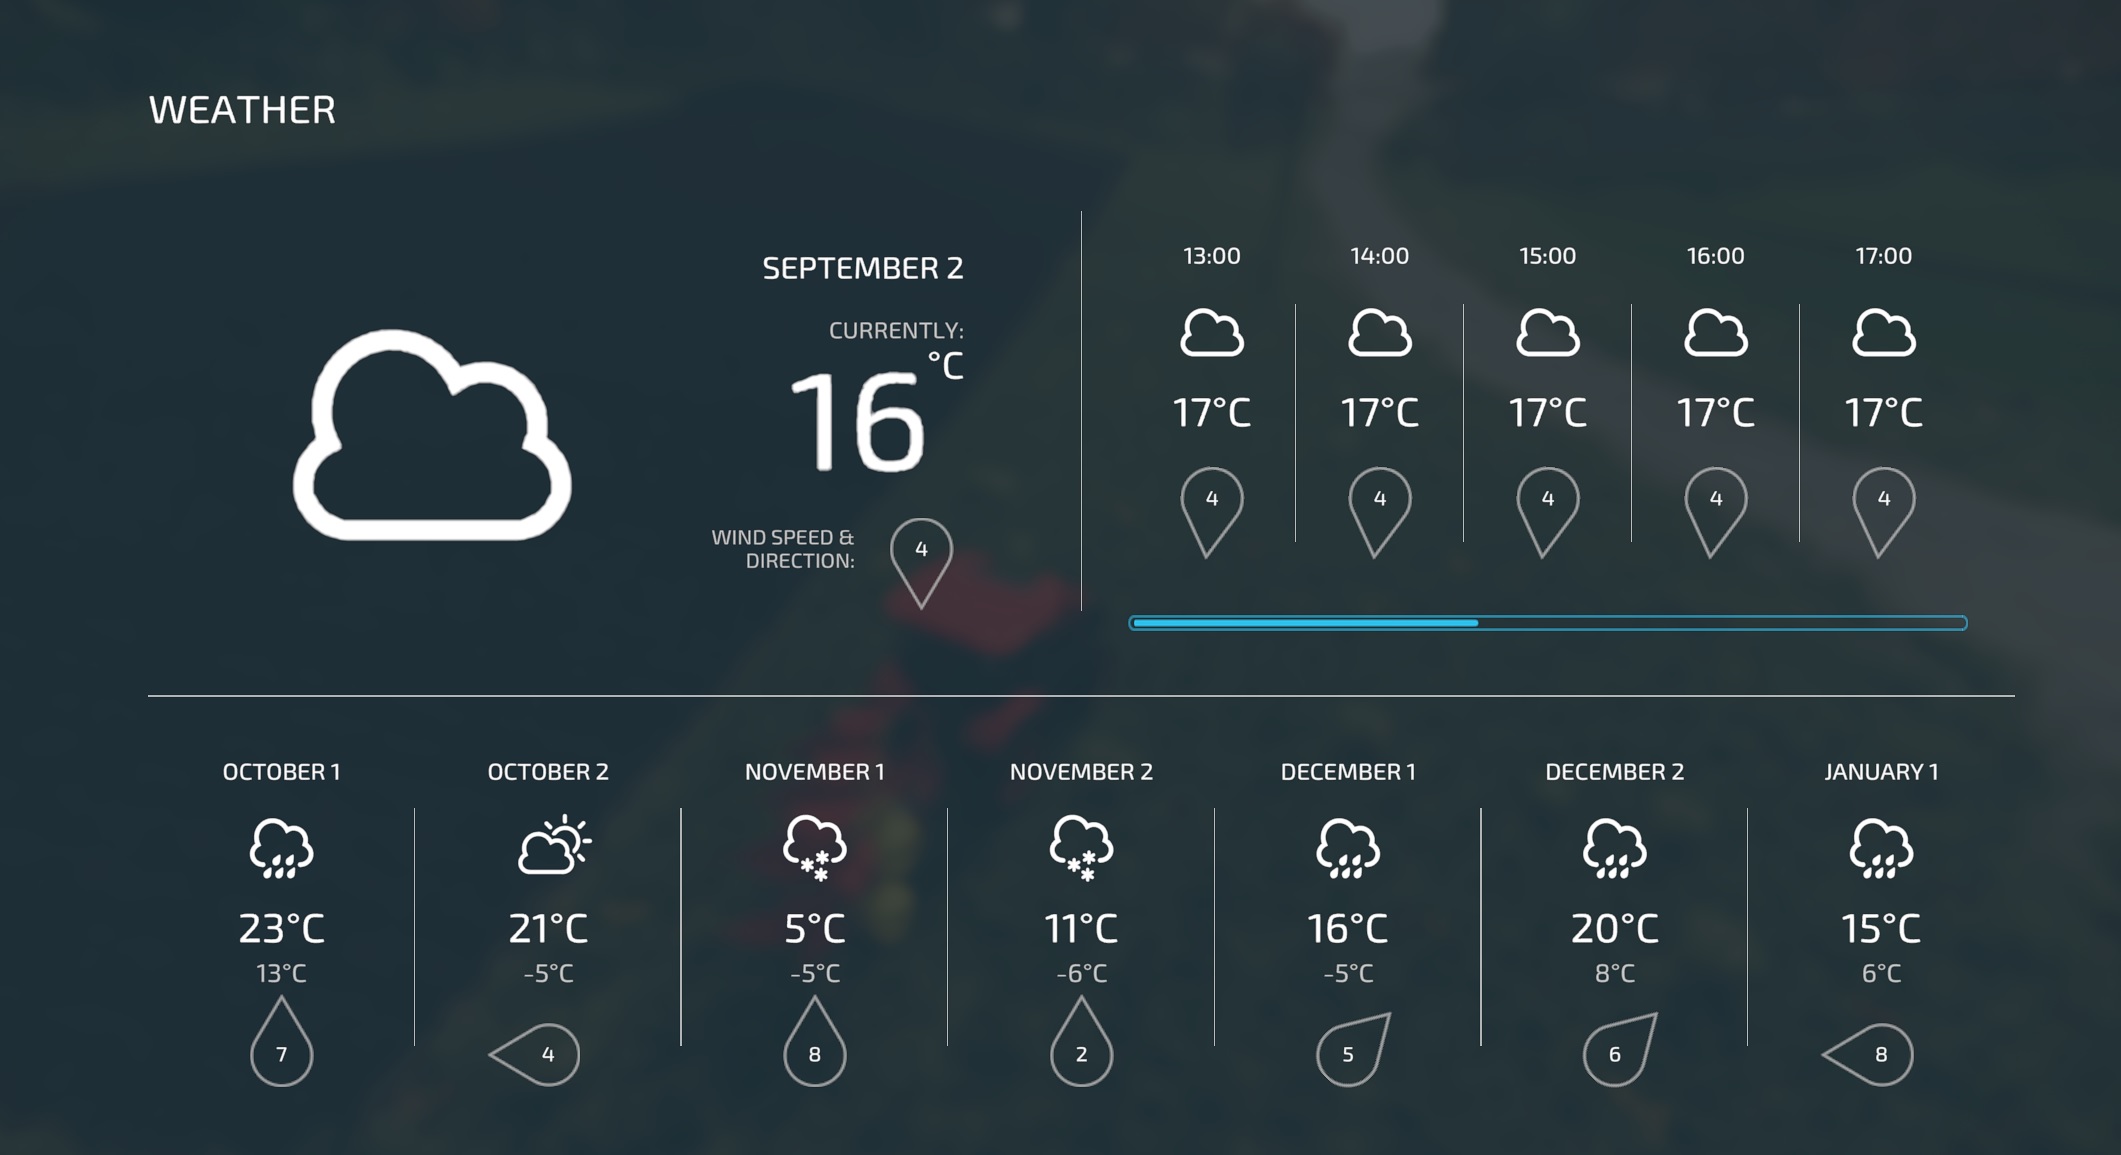 WEATHER
SEPTEMBER 2
CURRENTLY:
16 °C
WIND SPEED &
DIRECTION:
4
13:00 14:00 15:00 16:00 17:00
17°C 17°C 17°C 17°C 17°C
4 4 4 4 4
OCTOBER 1 OCTOBER 2 NOVEMBER 1 NOVEMBER 2 DECEMBER 1 DECEMBER 2 JANUARY 1
23°C 21°C 5°C 11°C 16°C 20°C 15°C
13°C -5°C -5°C -6°C -5°C 8°C 6°C
7 4 8 2 5 6 8